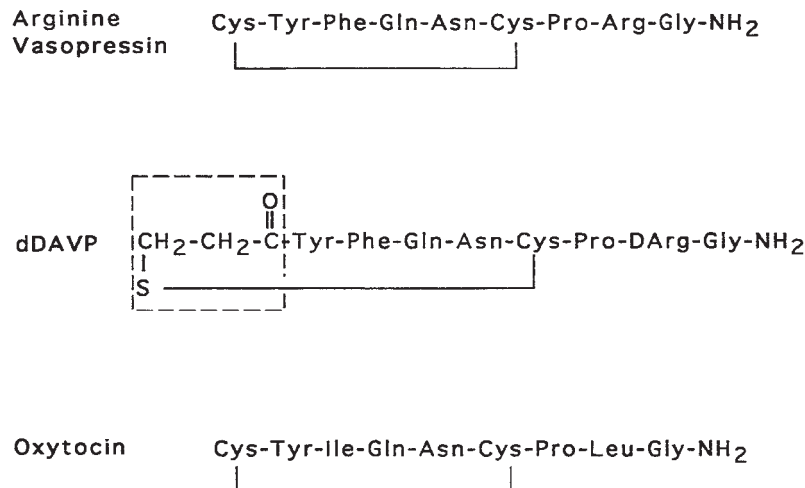 Arginine
Vasopressin
Cys-Tyr-Phe-Gln-Asn-Cys-Pro-Arg-Gly-NH2
O
dDAVP
CH2-CH2-C-Tyr-Phe-Gln-Asn-Cys-Pro-DArg-Gly-NH2
S
Oxytocin
Cys-Tyr-Ile-Gln-Asn-Cys-Pro-Leu-Gly-NH2